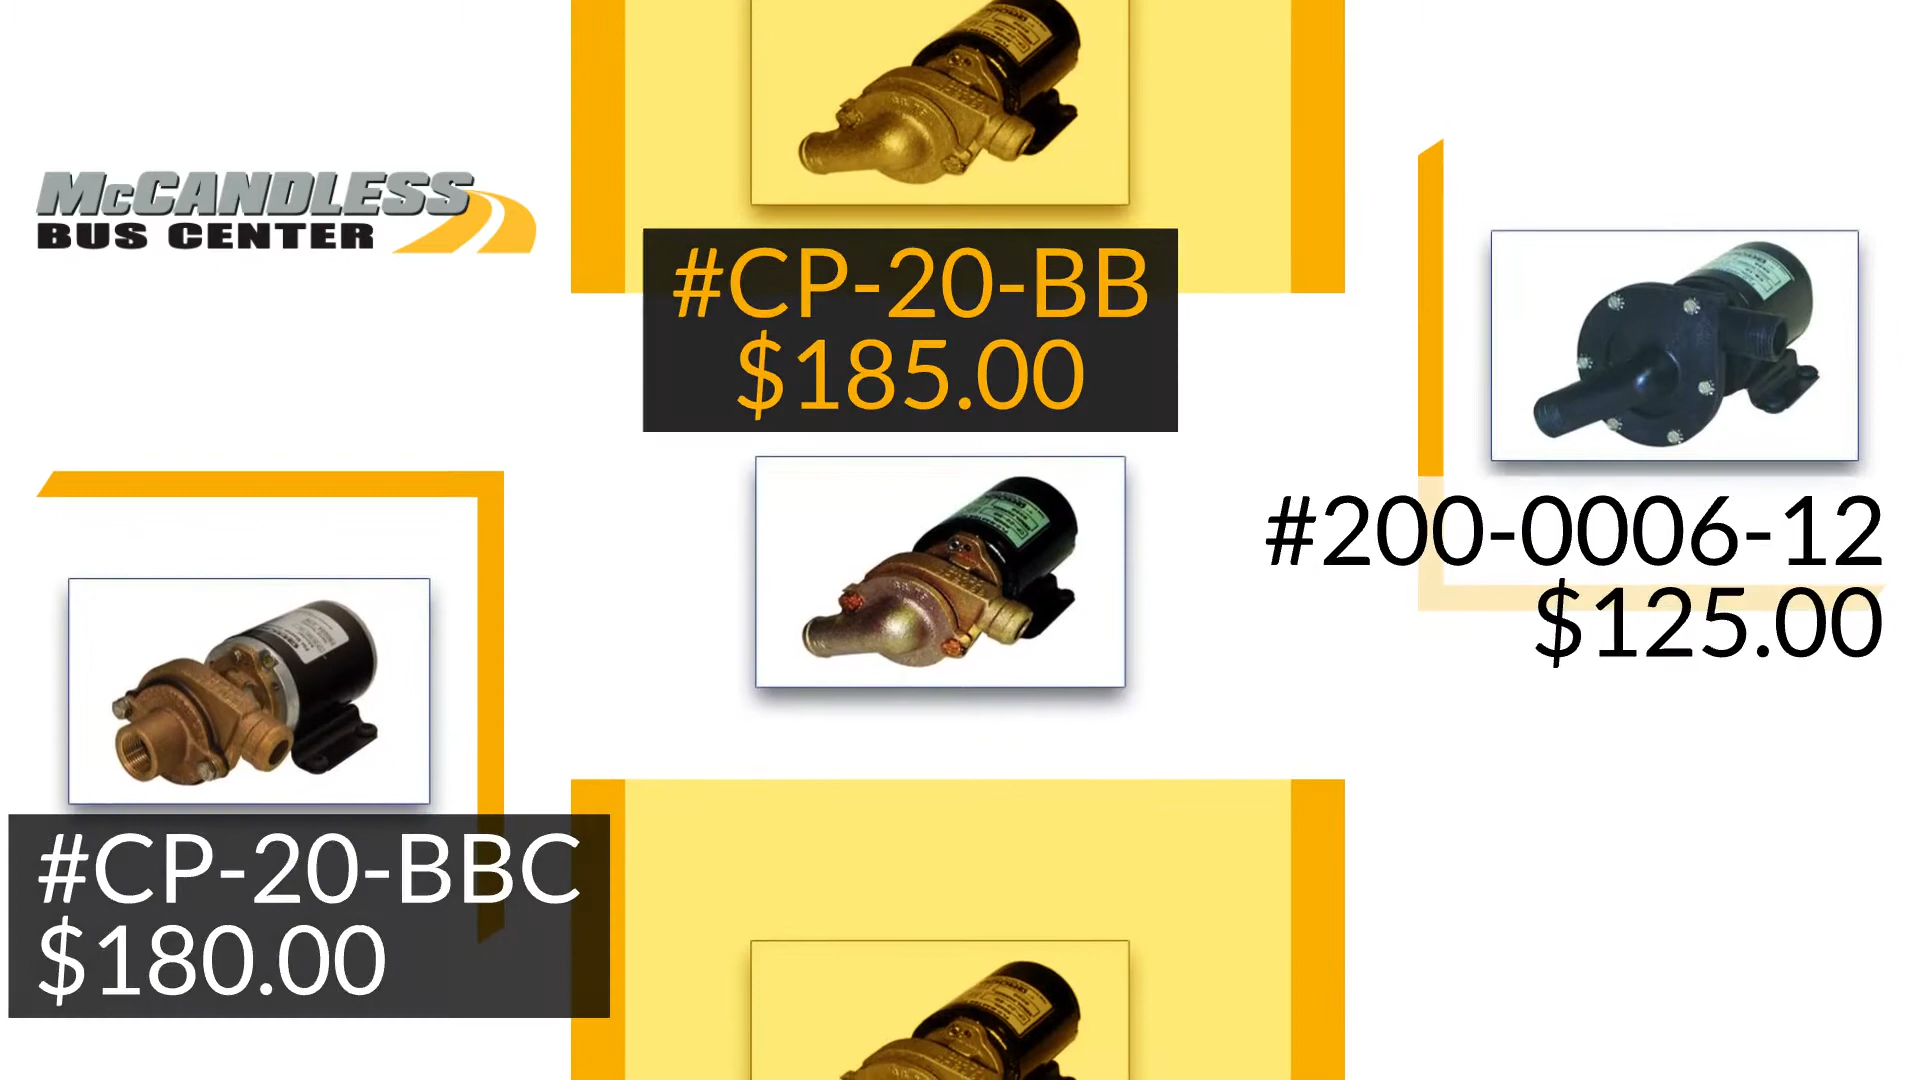 McCANDLESS
BUS CENTER
#CP-20-BB
$185.00
#200-0006-12
$125.00
#CP-20-BBC
$180.00